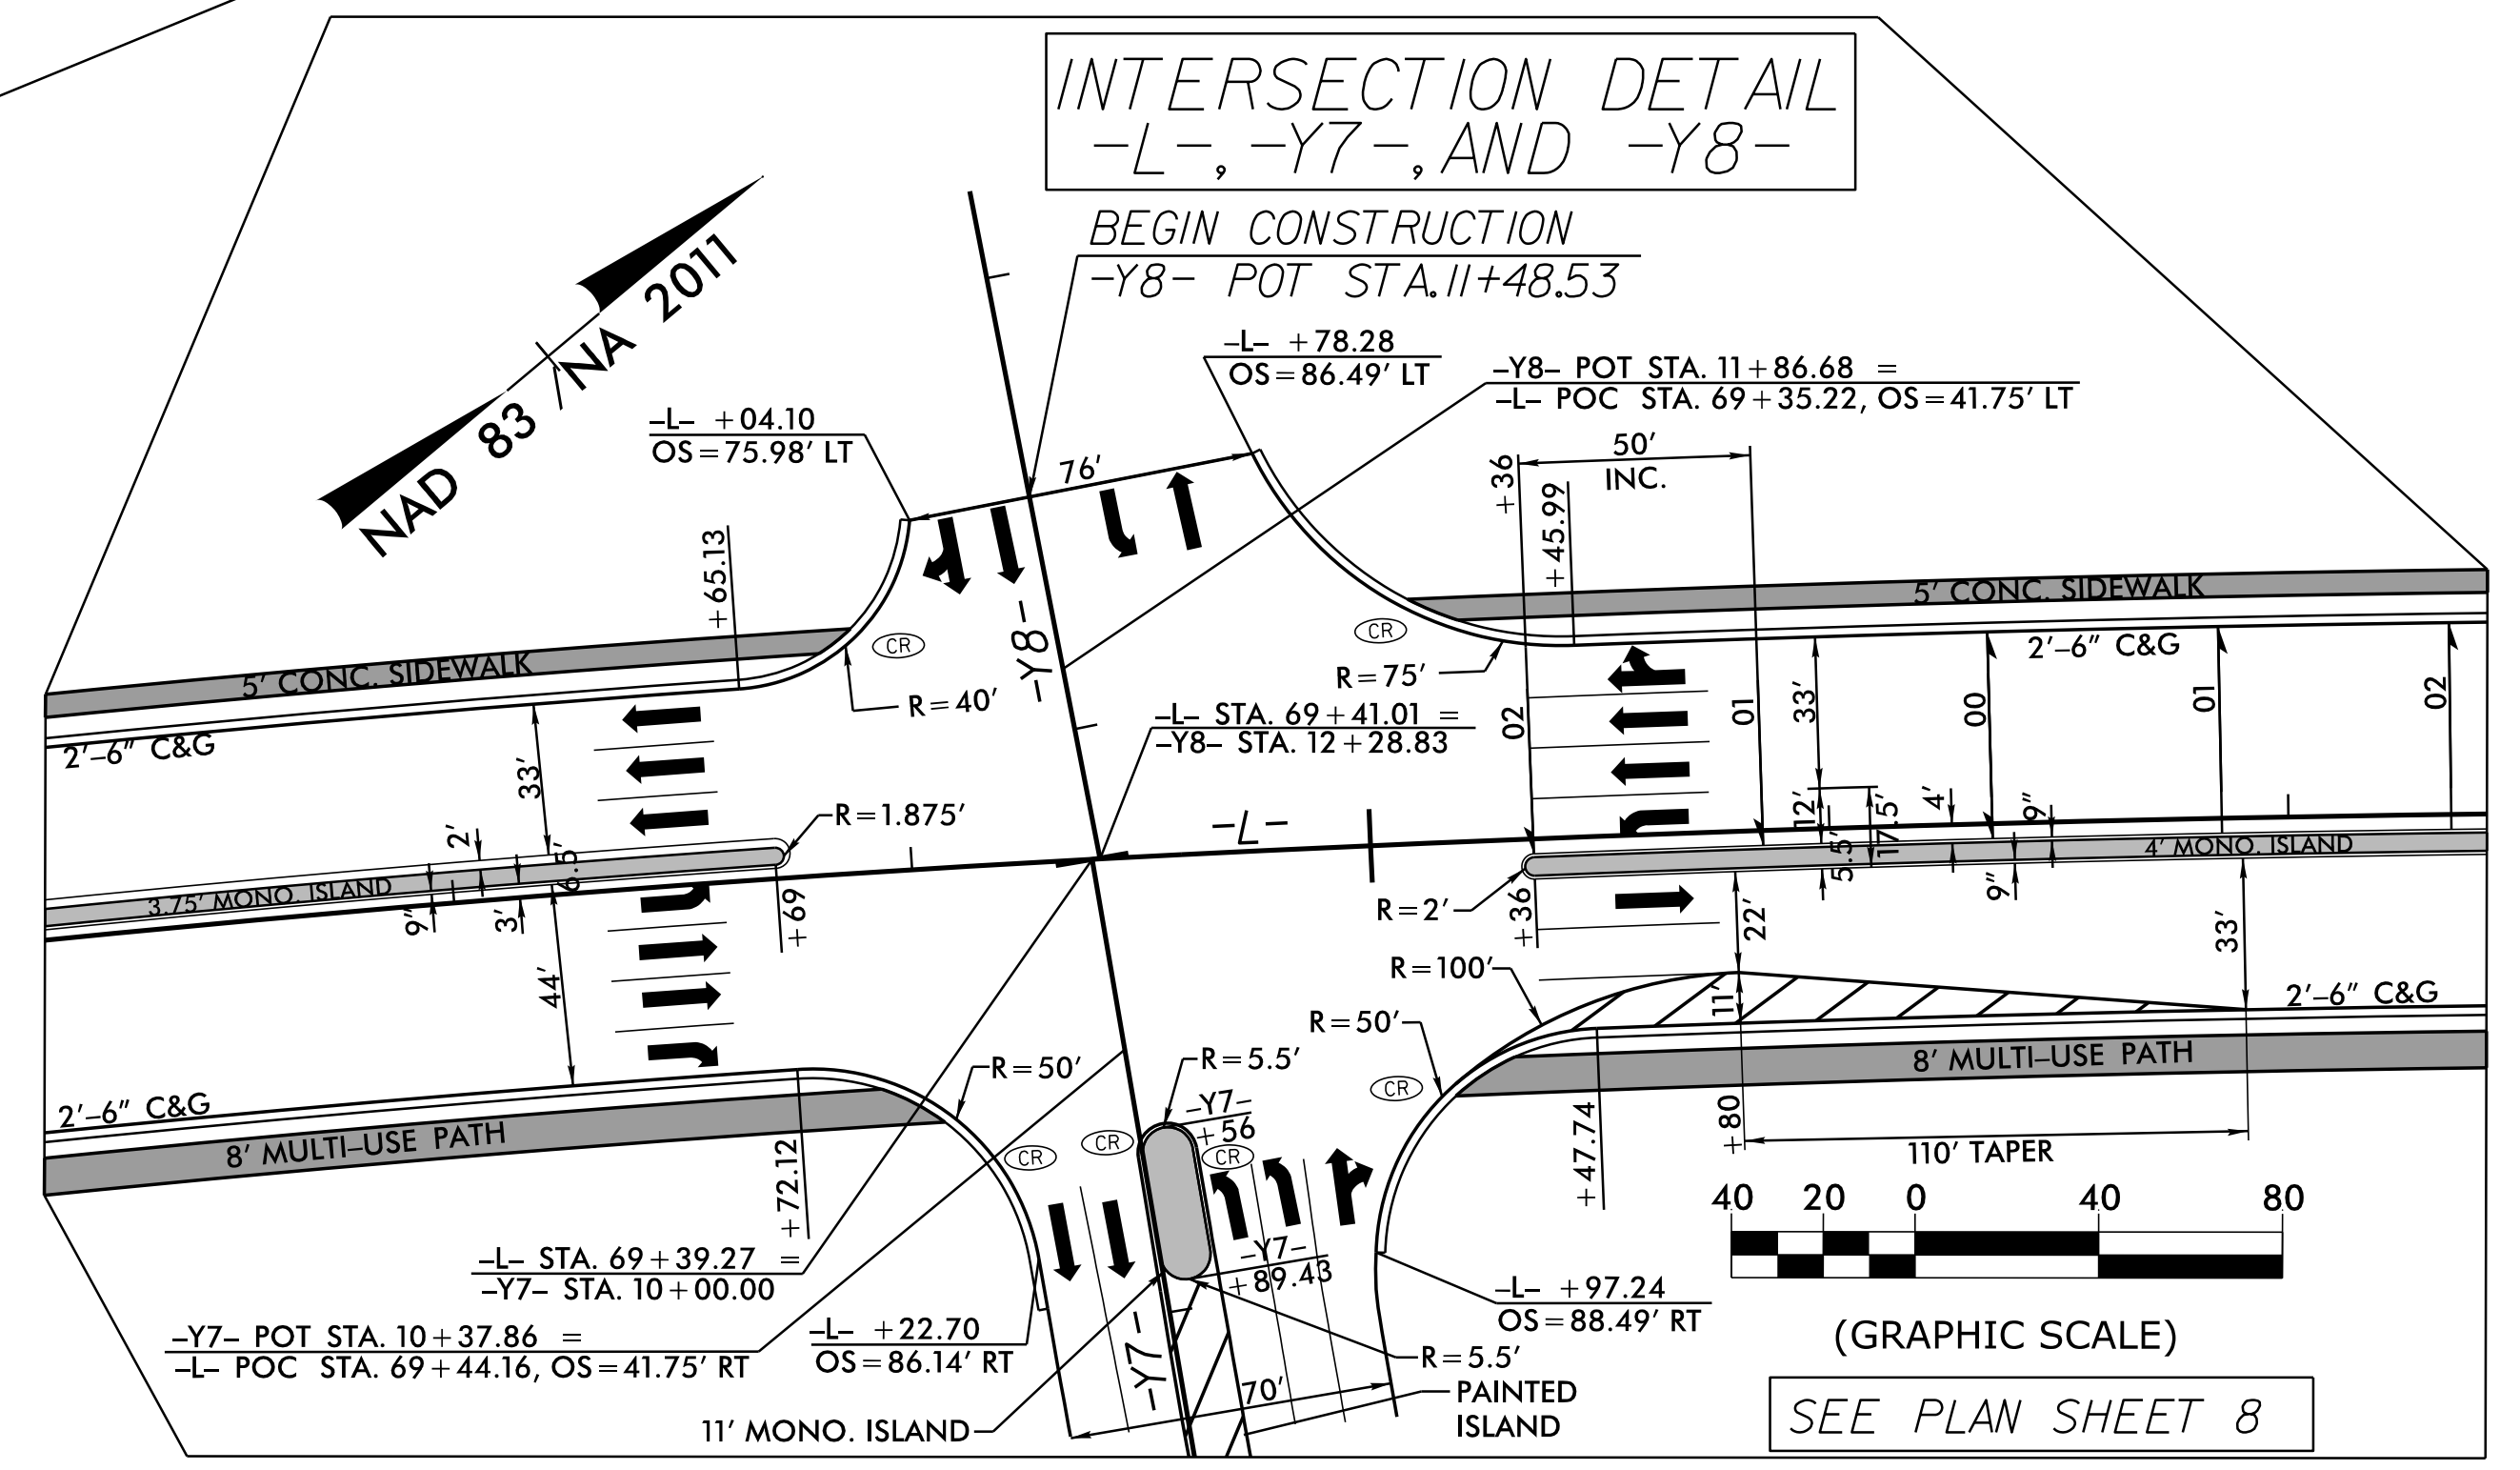 INTERSECTION DETAIL
-L-, -Y7-, AND -Y8-
BEGIN CONSTRUCTION
-Y8- POT STA. 11+48.53
NAD 83 / NA 2011
-L- +78.28
OS=86.49' LT
-Y8- POT STA. 11+86.68 =
-L- POC STA. 69+35.22, OS=41.75' LT
-L- +04.10
OS=75.98' LT
76'
50'
INC.
+36
+45.99
+65.13
5' CONC. SIDEWALK
5' CONC. SIDEWALK
CR
CR
-Y8-
2'-6" C&G
2'-6" C&G
R=75'
R=40'
-L- STA. 69+41.01 =
-Y8- STA. 12+28.83
02
01
33'
00
01
02
33'
R=1.875'
-L-
12'
5.5'
17.5'
4'
9"
9"
2'
6.5'
3.75' MONO. ISLAND
4' MONO. ISLAND
9"
3'
+69
R=2'
+36
22'
33'
44'
R=100'
11'
2'-6" C&G
R=50'
R=50'
R=5.5'
8' MULTI-USE PATH
CR
-Y7-
+56
2'-6" C&G
8' MULTI-USE PATH
CR
CR
CR
+72.12
+47.74
+80
110' TAPER
40 20 0 40 80
-L- STA. 69+39.27 =
-Y7- STA. 10+00.00
-Y7-
+89.43
-L- +97.24
OS=88.49' RT
-Y7- POT STA. 10+37.86 =
-L- POC STA. 69+44.16, OS=41.75' RT
-L- +22.70
OS=86.14' RT
(GRAPHIC SCALE)
-Y7-
R=5.5'
70'
PAINTED
ISLAND
11' MONO. ISLAND
SEE PLAN SHEET 8